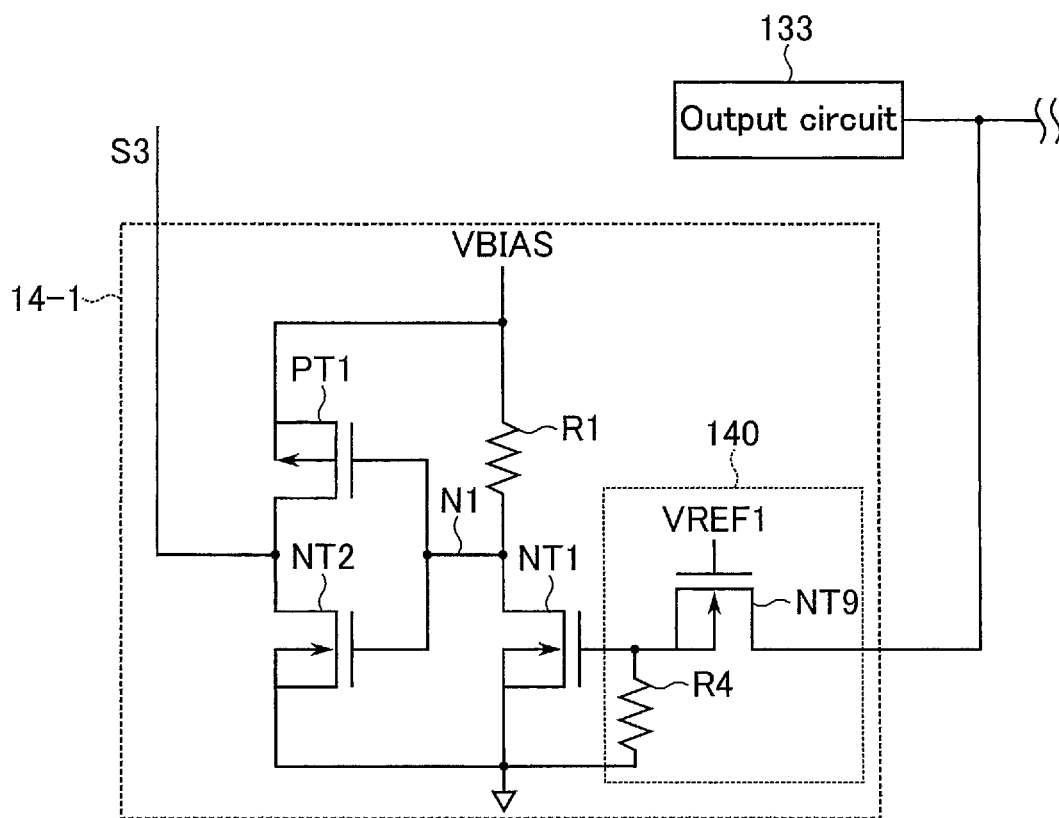 133
Output circuit
S3
VBIAS
14-1
PT1
R1
140
N1
VREF1
NT2
NT1
NT9
R4